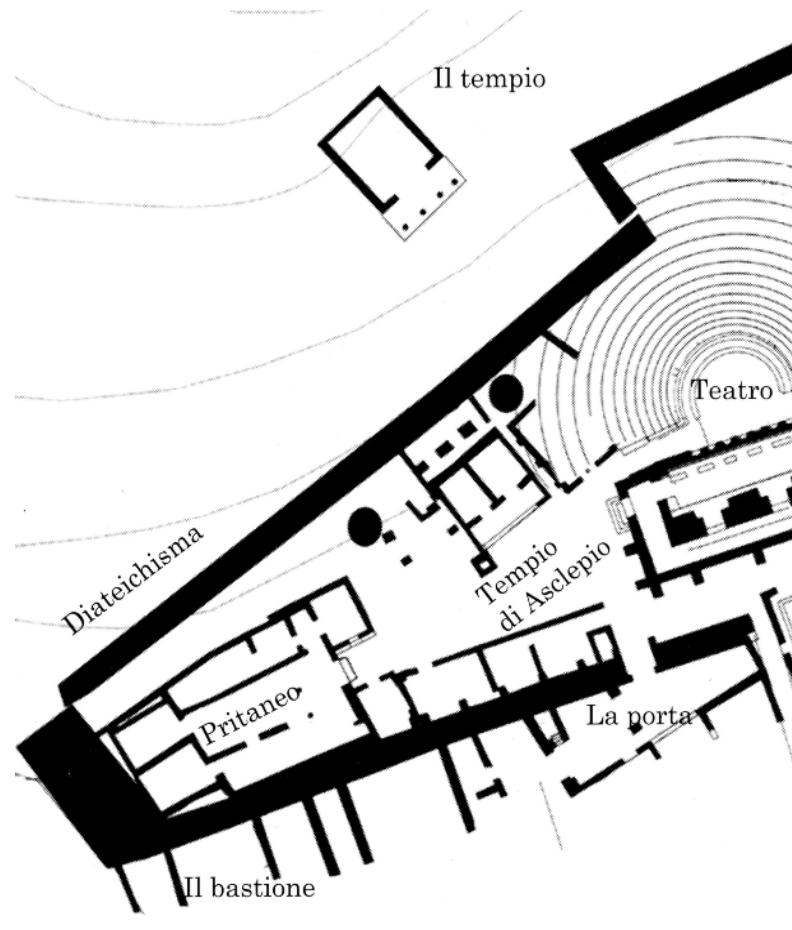 Il tempio
Teatro
Diateichisma
Tempio
di Asclepio
Pritaneo
La porta
Il bastione